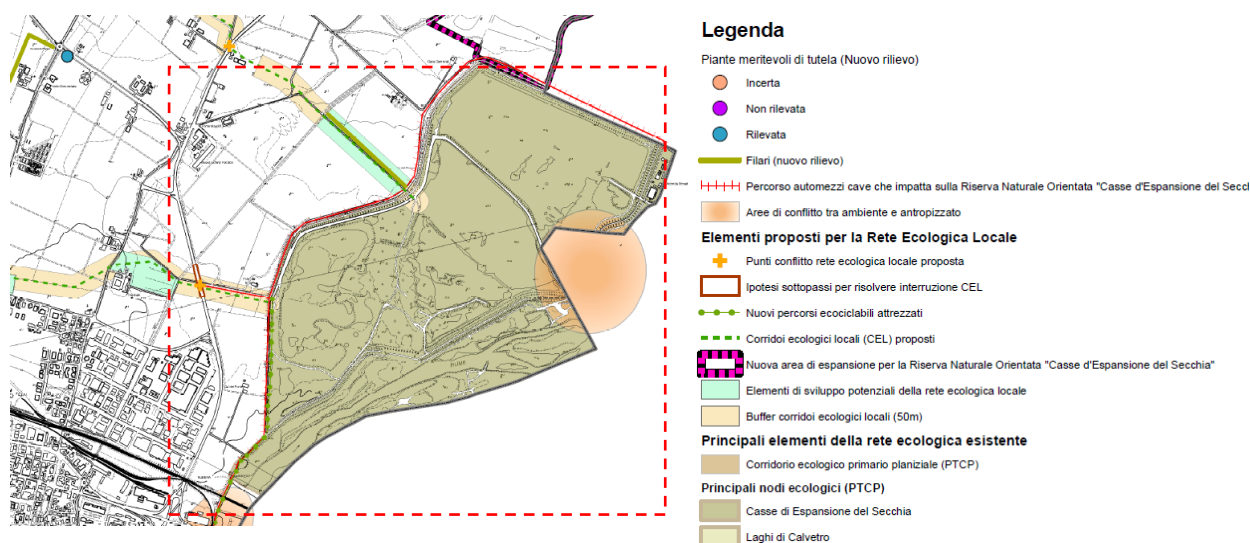 Legenda
Piante meritevoli di tutela (Nuovo rilievo)
Incerta
Non rilevata
Rilevata
Filari (nuovo rilievo)
Percorso automezzi cave che impatta sulla Riserva Naturale Orientata "Casse d'Espansione del Secchi
Aree di conflitto tra ambiente e antropizzato
Elementi proposti per la Rete Ecologica Locale
Punti conflitto rete ecologica locale proposta
Ipotesi sottopassi per risolvere interruzione CEL
Nuovi percorsi ecociclabili attrezzati
Corridoi ecologici locali (CEL) proposti
Nuova area di espansione per la Riserva Naturale Orientata "Casse d'Espansione del Secchia"
Elementi di sviluppo potenziali della rete ecologica locale
Buffer corridoi ecologici locali (50m)
Principali elementi della rete ecologica esistente
Corridorio ecologico primario planiziale (PTCP)
Principali nodi ecologici (PTCP)
Casse di Espansione del Secchia
Laghi di Calvetro